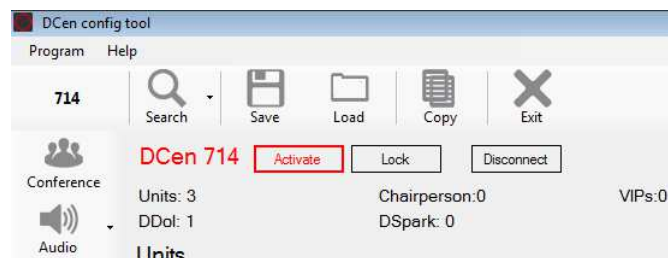 DCen config tool
Program Help
714
Search Save Load Copy Exit
DCen 714 Activate Lock Disconnect
Conference
Units: 3 Chairperson:0 VIPs:0
DDol: 1 DSpark: 0
Audio
Units